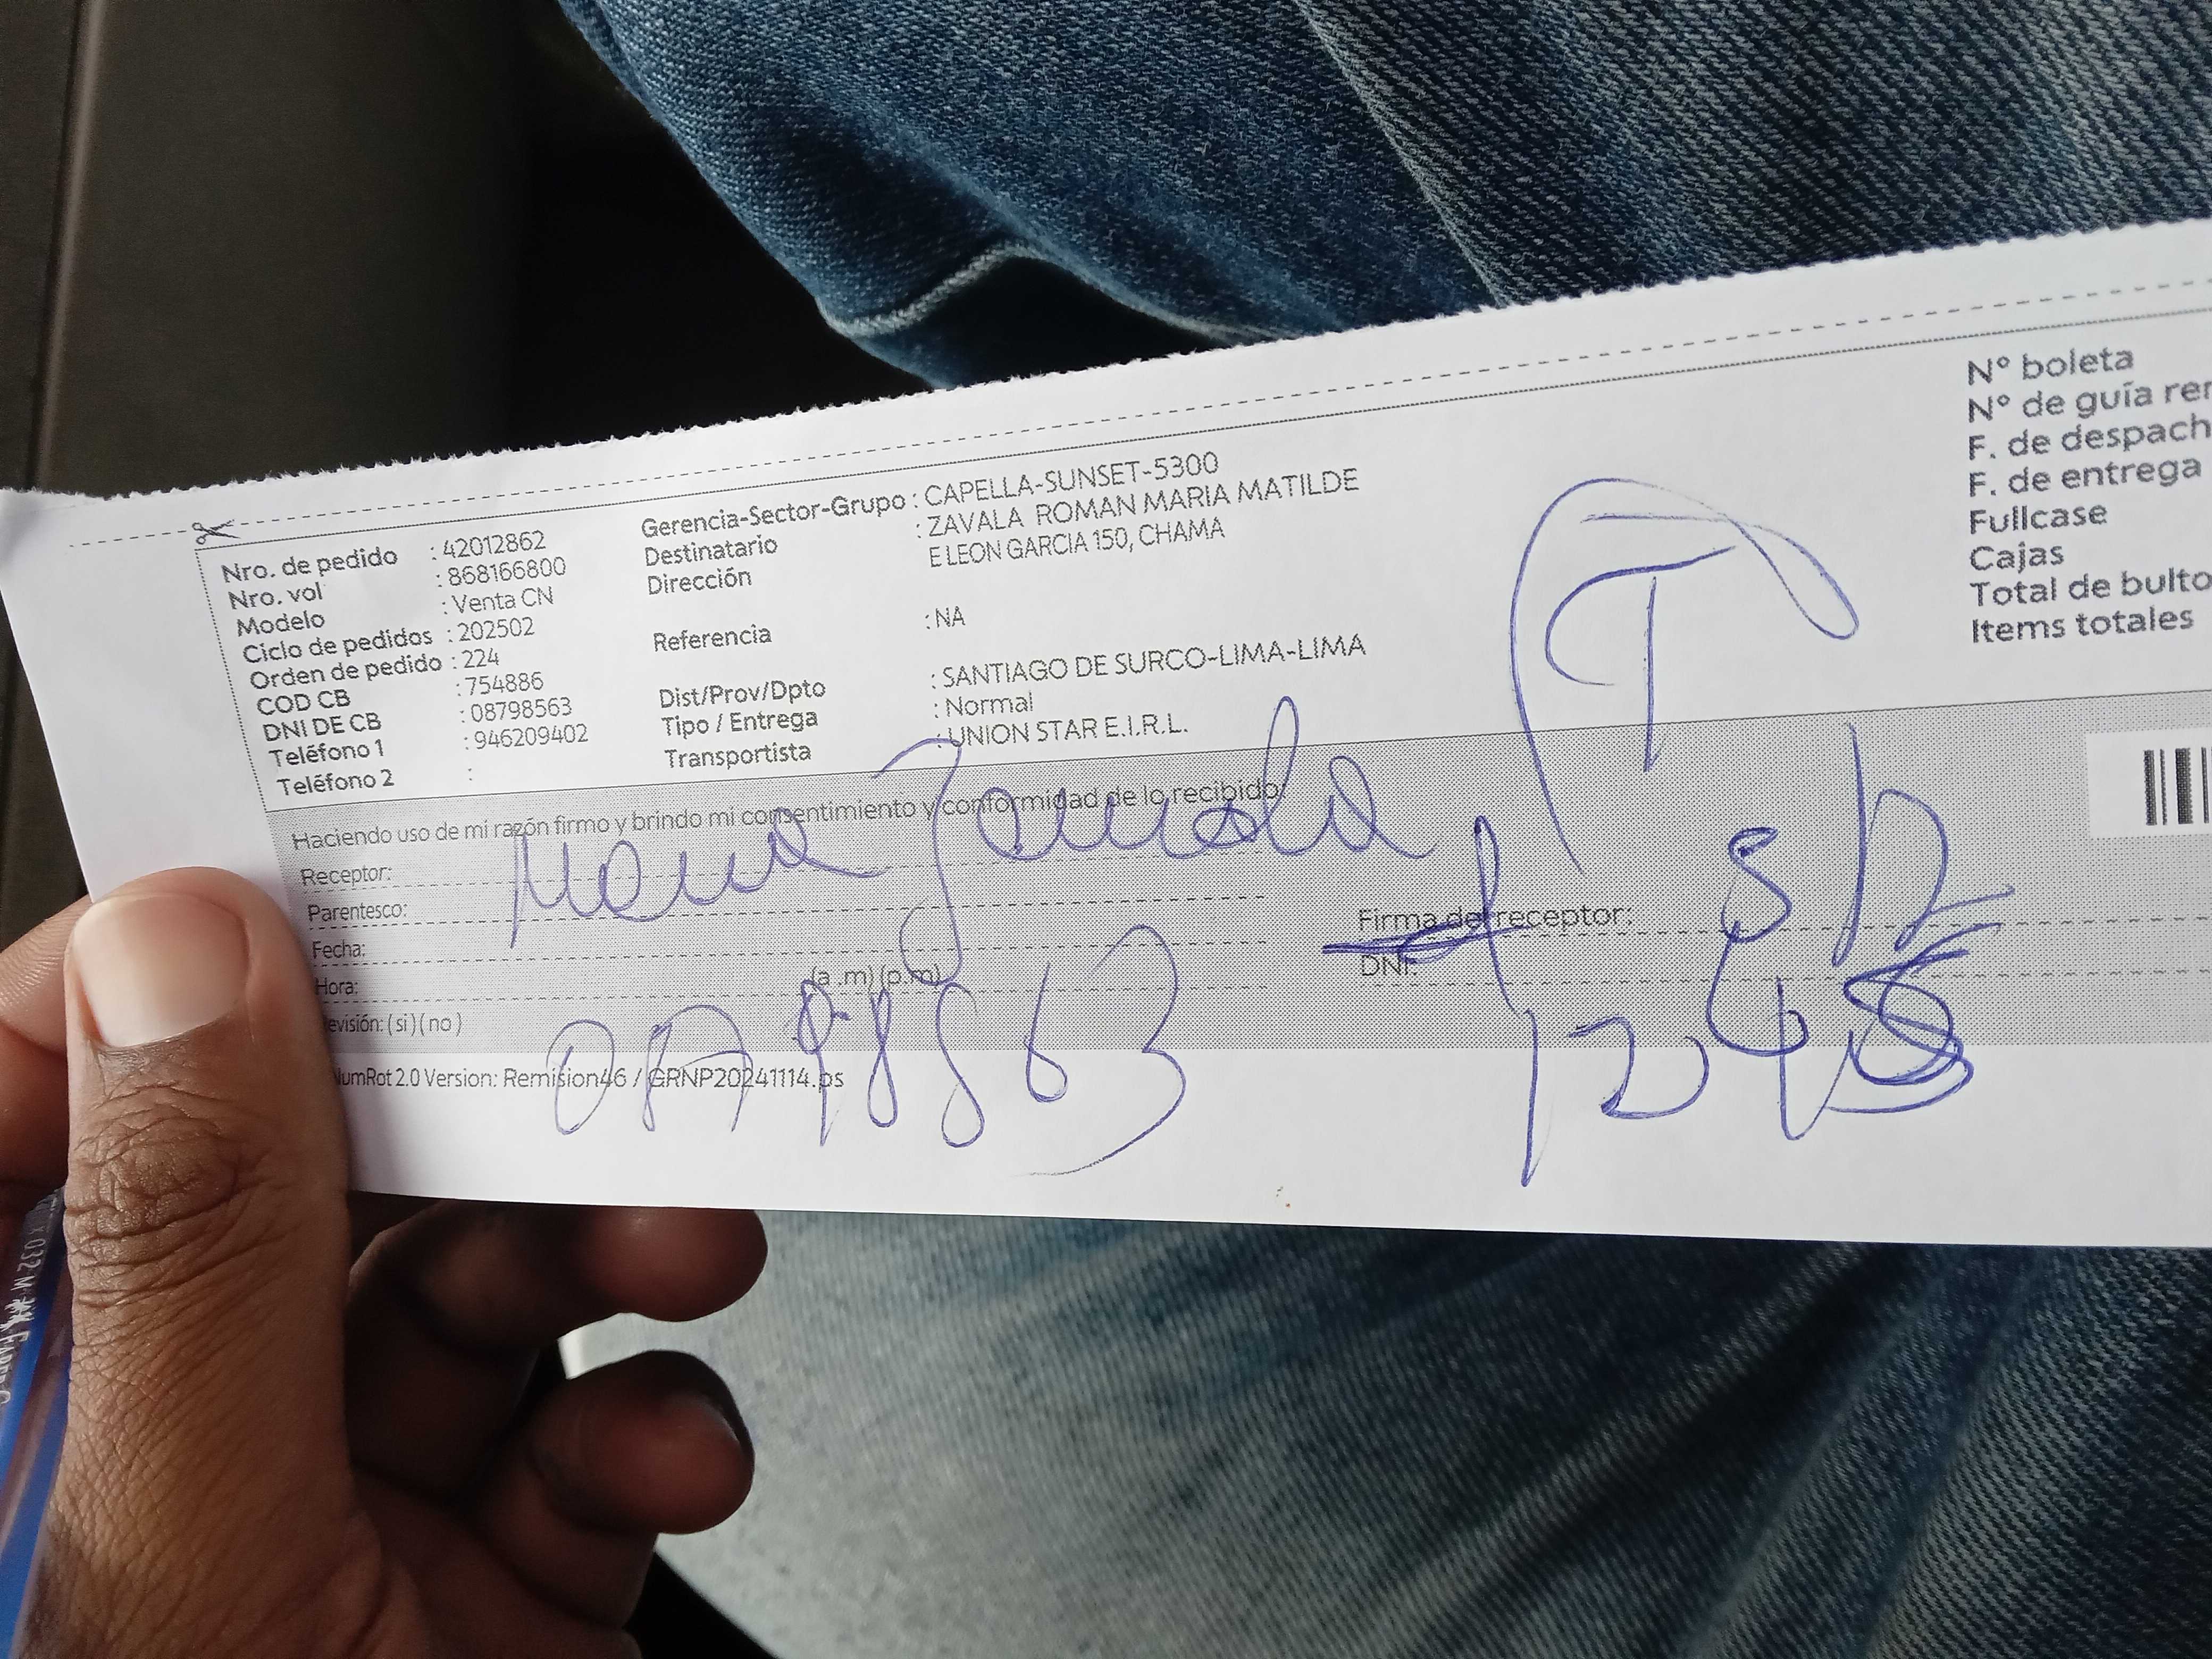 Nro. de pedido : 42012862
Nro. vol : 868166800
Modelo : Venta CN
Ciclo de pedidos : 202502
Orden de pedido : 224
COD CB : 754886
DNI DE CB : 08798563
Teléfono 1 : 946209402
Teléfono 2 :
Gerencia-Sector-Grupo : CAPELLA-SUNSET-5300
Destinatario : ZAVALA ROMAN MARIA MATILDE
Dirección E LEON GARCIA 150, CHAMA
Referencia : NA
Dist/Prov/Dpto : SANTIAGO DE SURCO-LIMA-LIMA
Tipo / Entrega : Normal
Transportista : UNION STAR E.I.R.L.
N° boleta
N° de guía
F. de despach
F. de entrega
Fullcase
Cajas
Total de bulto
Items totales
Haciendo uso de mi razón firmo y brindo mi consentimiento y conformidad de lo recibido:
Receptor: Maria Zavala
Parentesco:
Fecha:
Hora: (a .m) (p.m)
evisión: ( si ) ( no )
08798563
Firma del receptor:
DNI:
NumRot 2.0 Version: Remision46 / GRNP20241114.ps